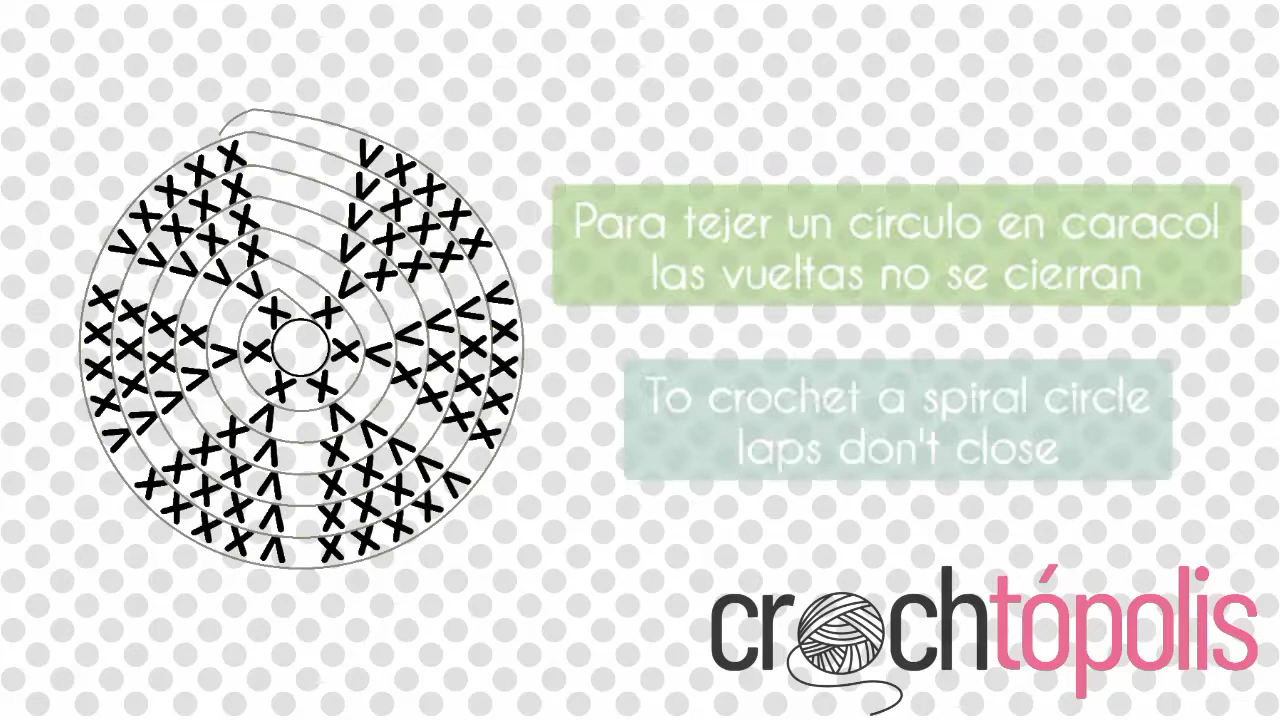 Para tejer un círculo en caracol
las vueltas no se cierran
To crochet a spiral circle
laps don't close
crochtópolis